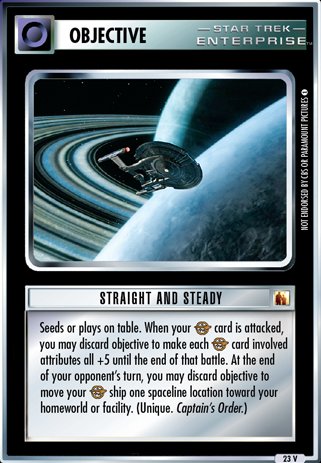 OBJECTIVE
STAR TREK
ENTERPRISE™
NOT ENDORSED BY CBS OR PARAMOUNT PICTURES
STRAIGHT AND STEADY
Seeds or plays on table. When your card is attacked,
you may discard objective to make each card involved
attributes all +5 until the end of that battle. At the end
of your opponent's turn, you may discard objective to
move your ship one spaceline location toward your
homeworld or facility. (Unique. Captain's Order.)
23 V